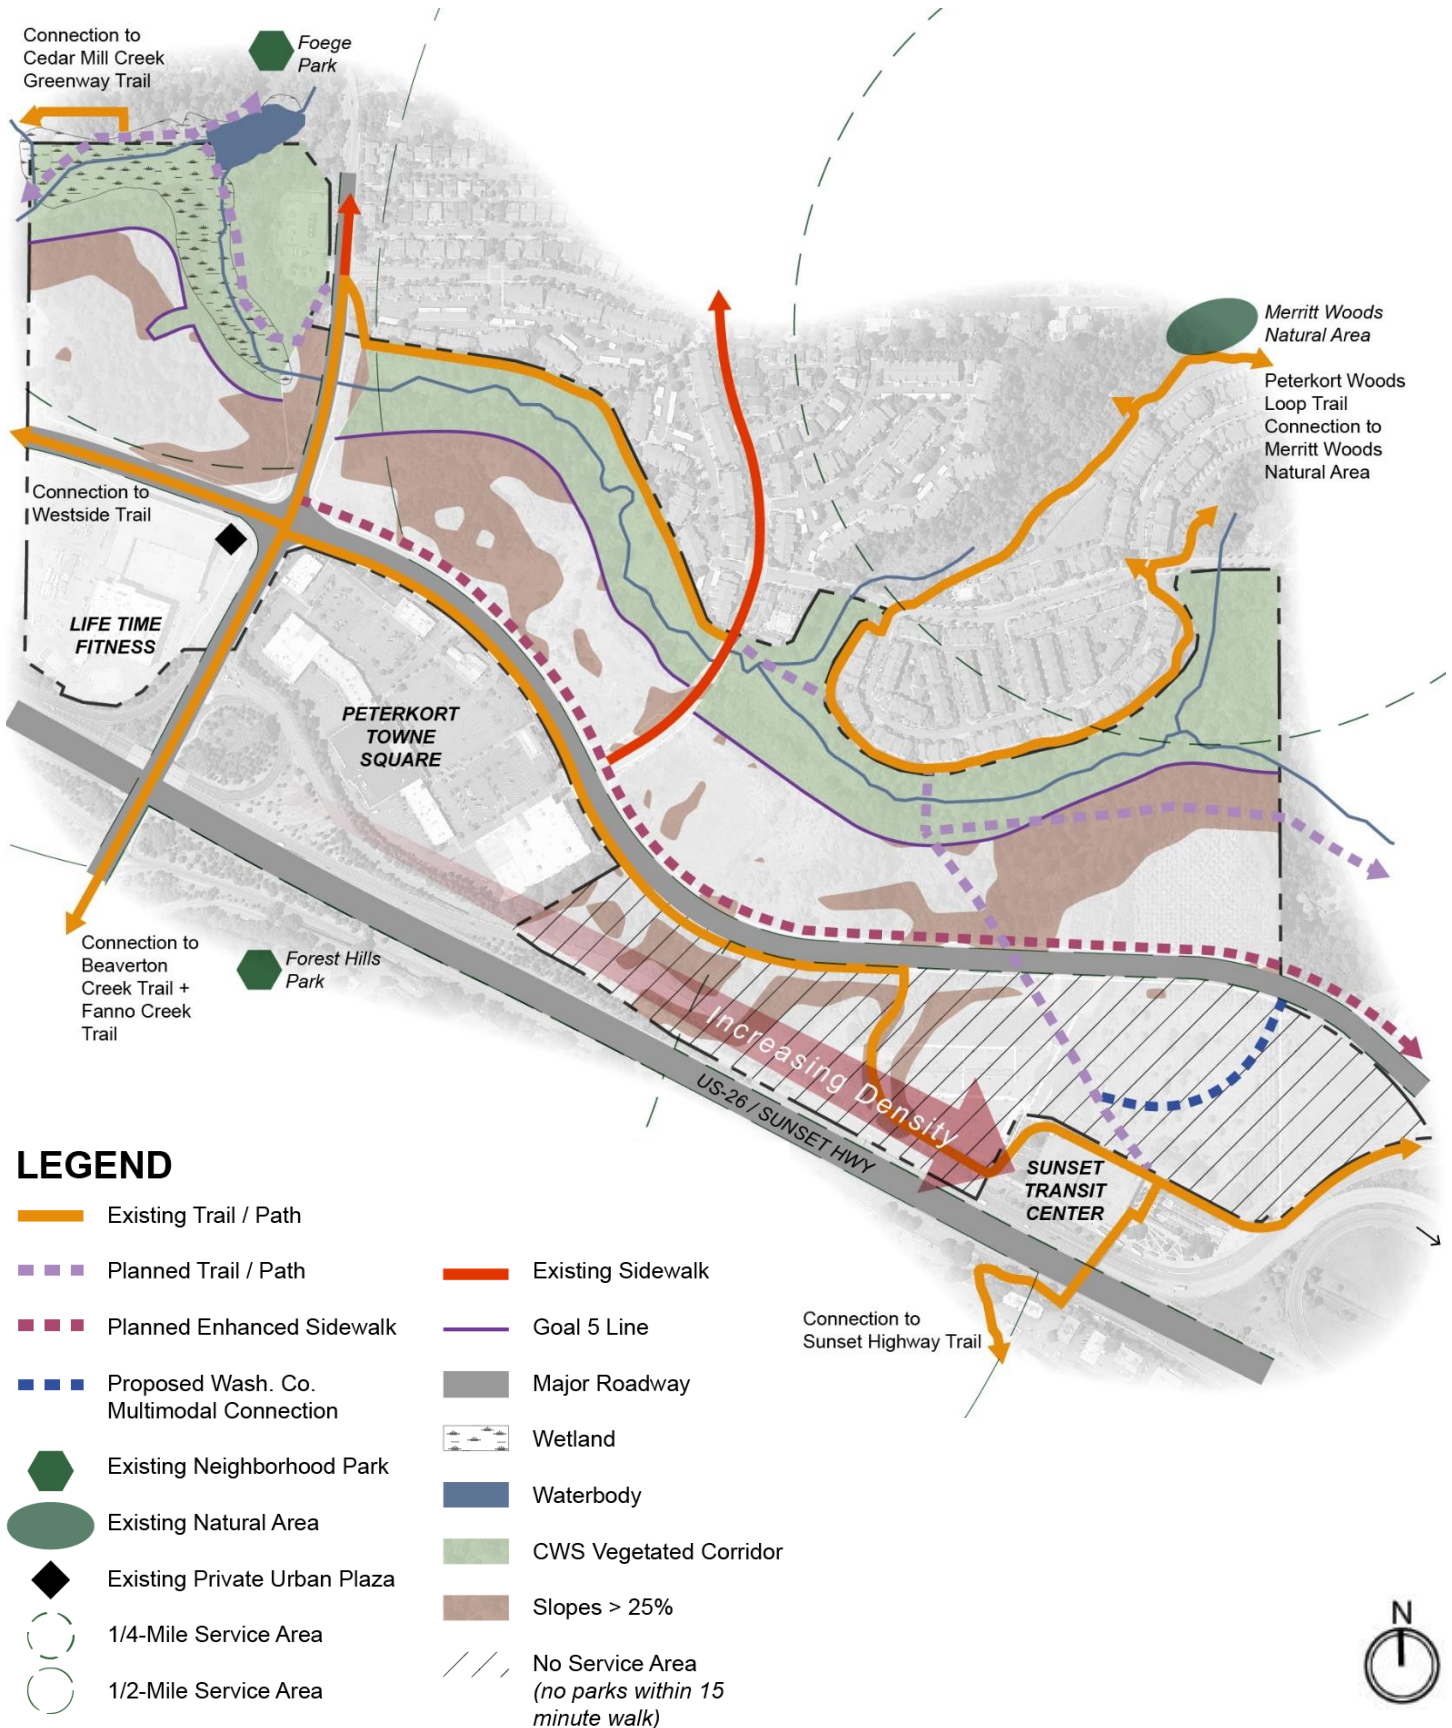 Connection to
Cedar Mill Creek
Greenway Trail
Foege
Park
Merritt Woods
Natural Area
Peterkort Woods
Loop Trail
Connection to
Merritt Woods
Natural Area
Connection to
Westside Trail
LIFE TIME
FITNESS
PETERKORT
TOWNE
SQUARE
Connection to
Beaverton
Creek Trail +
Fanno Creek
Trail
Forest Hills
Park
Increasing Density
US-26 / SUNSET HWY
SUNSET
TRANSIT
CENTER
Connection to
Sunset Highway Trail
LEGEND
Existing Trail / Path
Planned Trail / Path
Planned Enhanced Sidewalk
Proposed Wash. Co.
Multimodal Connection
Existing Neighborhood Park
Existing Natural Area
Existing Private Urban Plaza
1/4-Mile Service Area
1/2-Mile Service Area
Existing Sidewalk
Goal 5 Line
Major Roadway
Wetland
Waterbody
CWS Vegetated Corridor
Slopes > 25%
No Service Area
(no parks within 15
minute walk)
N